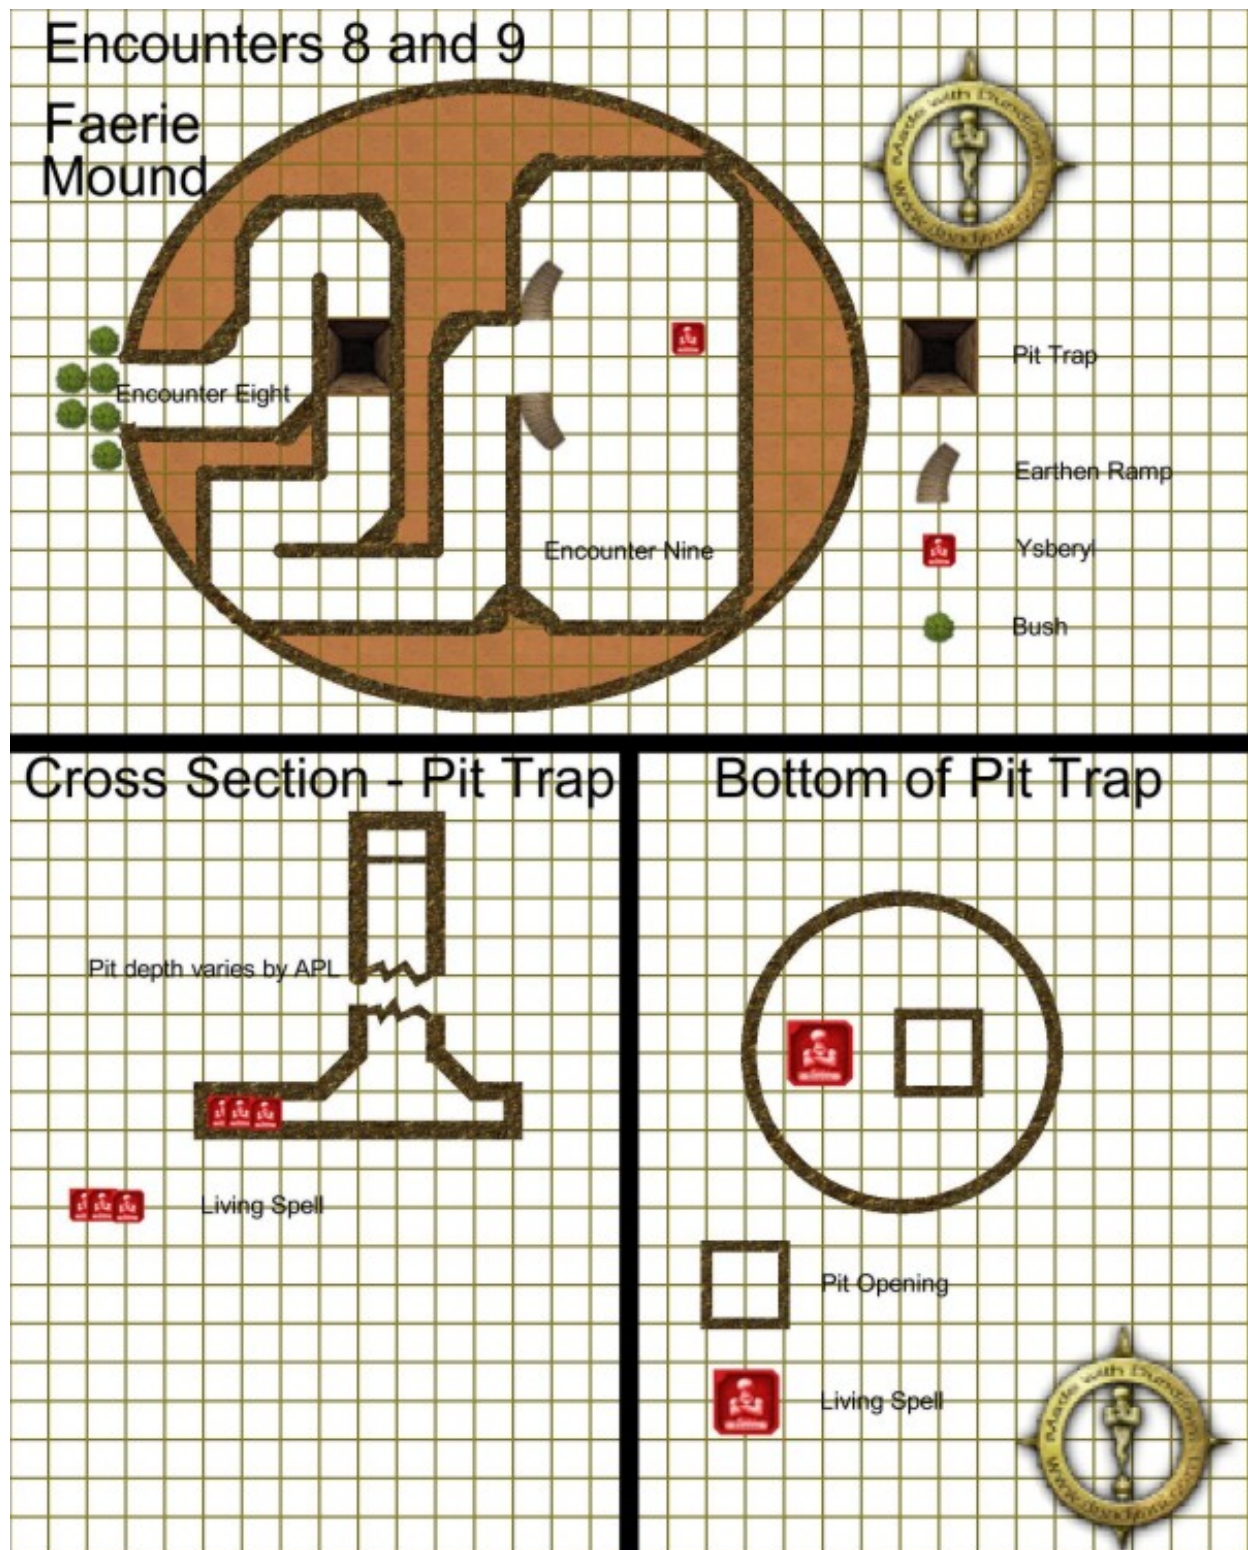 Encounters 8 and 9
Faerie
Mound
Encounter Eight
Encounter Nine
Pit Trap
Earthen Ramp
Ysberyl
Bush
Cross Section - Pit Trap
Pit depth varies by APL
Living Spell
Bottom of Pit Trap
Pit Opening
Living Spell